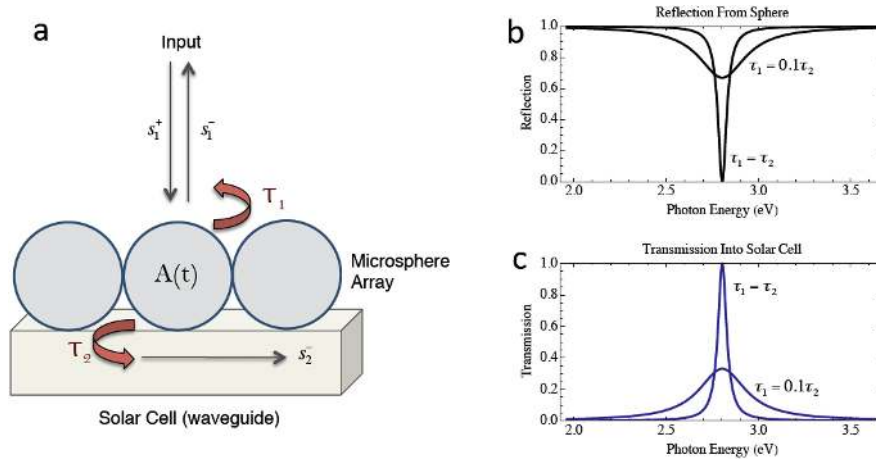 a
Input
s₁⁺
s₁⁻
τ₁
A(t)
Microsphere
Array
τ₂
s₂⁻
Solar Cell (waveguide)
b
Reflection From Sphere
1.0
0.8
0.6
0.4
0.2
0.0
Reflection
τ₁ = 0.1τ₂
τ₁ − τ₂
2.0 2.5 3.0 3.5
Photon Energy (eV)
c
Transmission Into Solar Cell
1.0
0.8
0.6
0.4
0.2
0.0
Transmission
τ₁ − τ₂
τ₁ = 0.1τ₂
2.0 2.5 3.0 3.5
Photon Energy (eV)